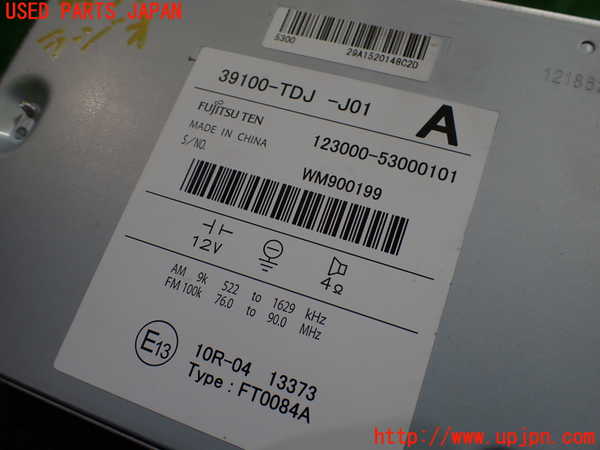 USED PARTS JAPAN
5300
29A1520148C2D
39100-TDJ -J01
A
FUJITSU TEN
MADE IN CHINA
123000-53000101
S/NO.
WM900199
12V
4Ω
AM 9k 522 to 1629 kHz
FM 100k 76.0 to 90.0 MHz
E13
10R-04 13373
Type : FT0084A
http://www.upjpn.com